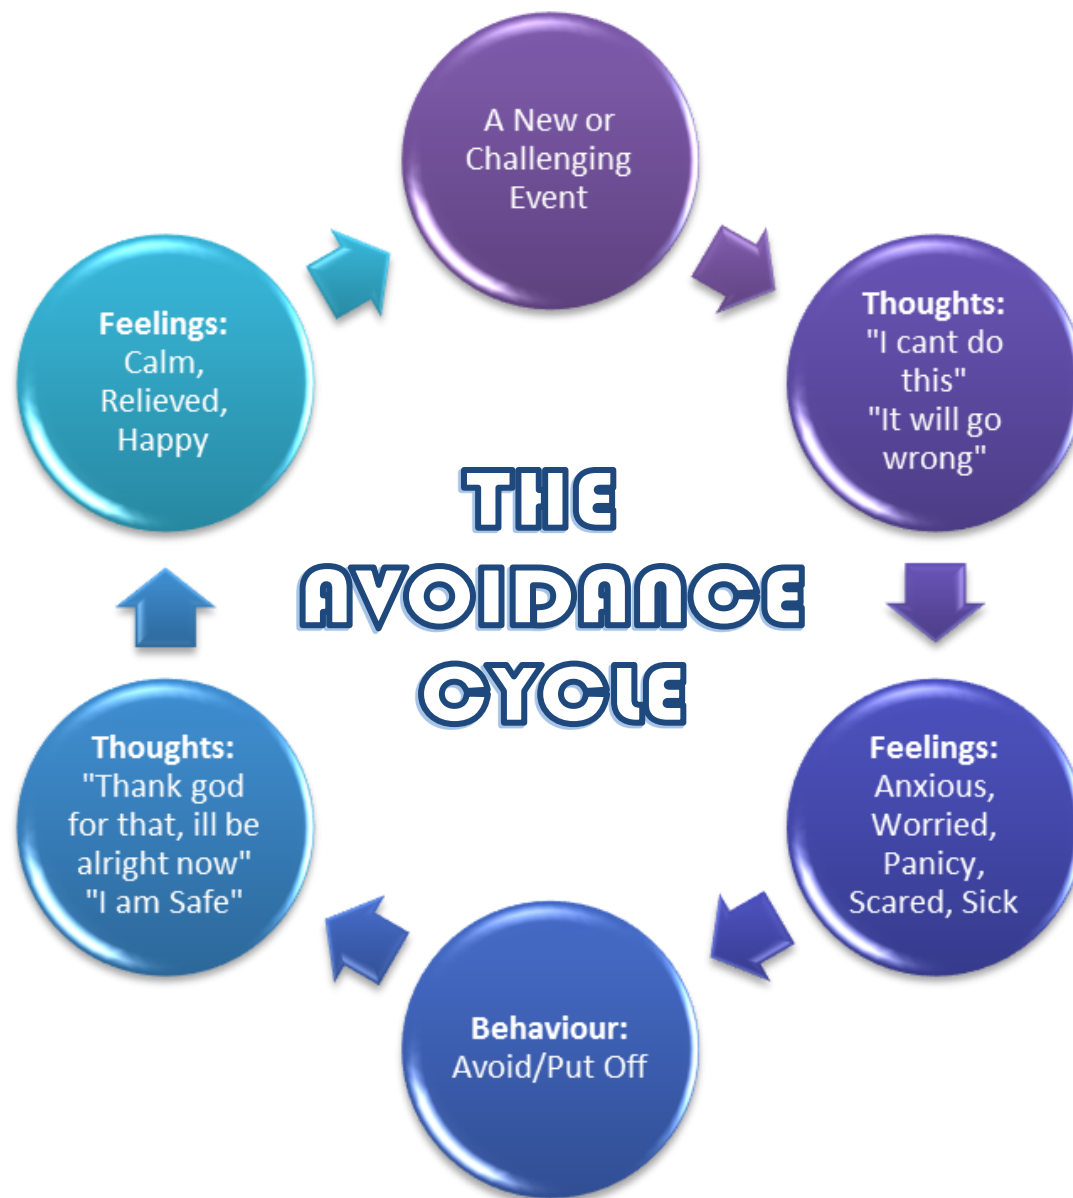 A New or
Challenging
Event
Thoughts:
"I cant do
this"
"It will go
wrong"
Feelings:
Anxious,
Worried,
Panicy,
Scared, Sick
Behaviour:
Avoid/Put Off
Thoughts:
"Thank god
for that, ill be
alright now"
"I am Safe"
Feelings:
Calm,
Relieved,
Happy
THE
AVOIDANCE
CYCLE